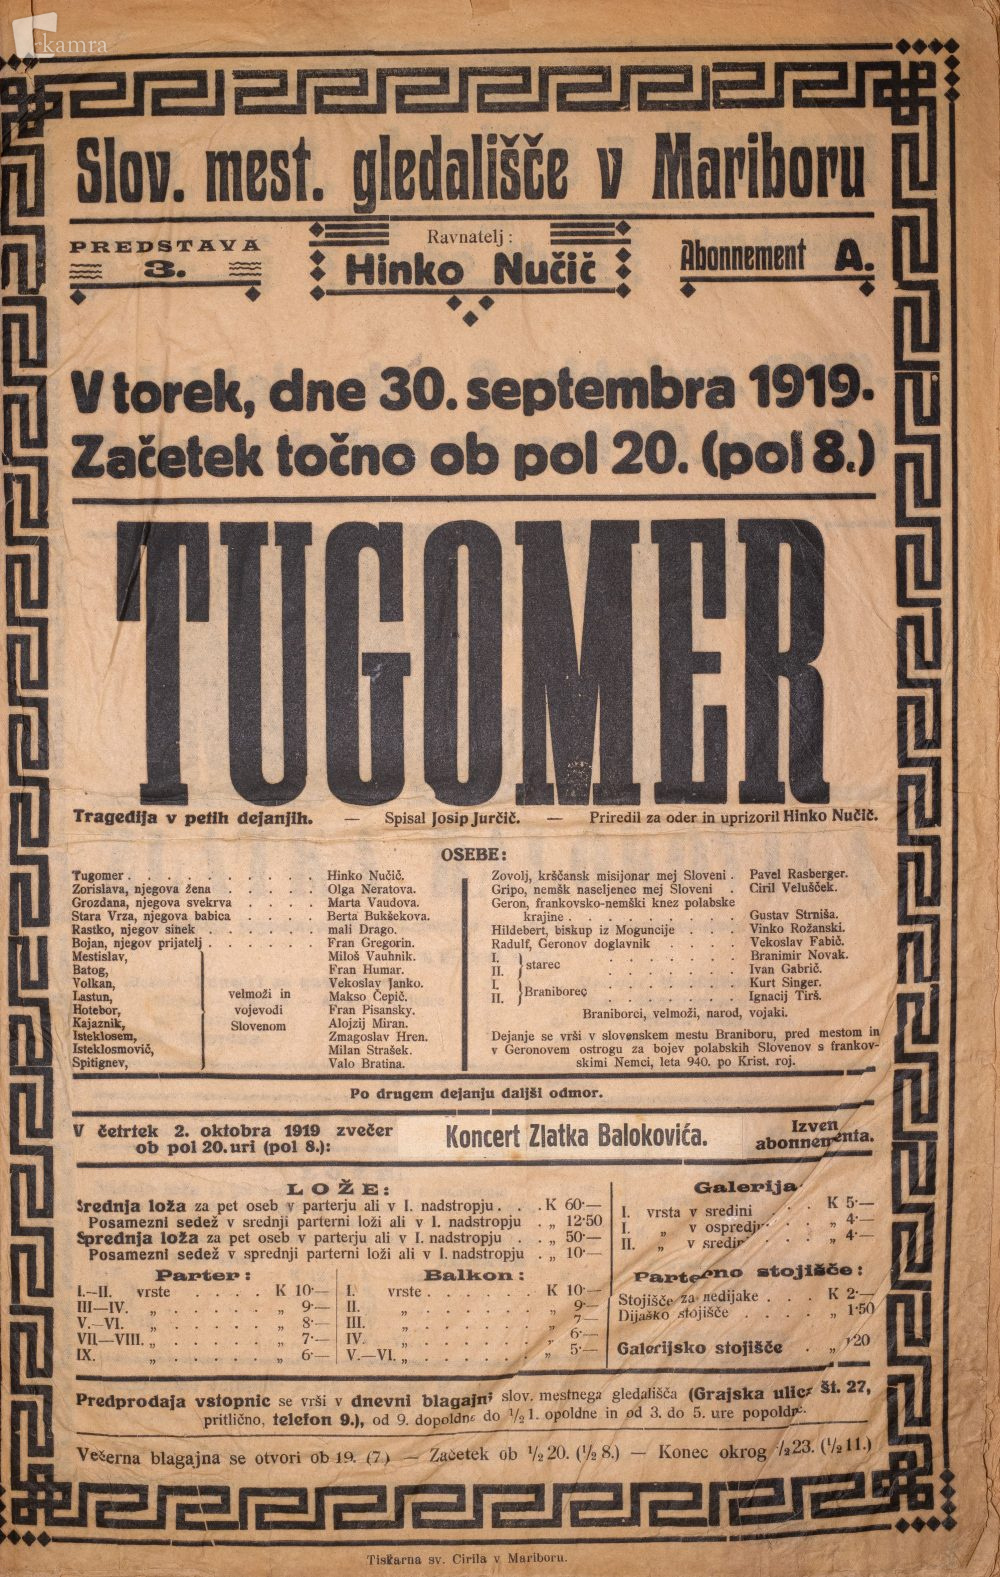 kamra
Slov. mest. gledališče v Mariboru
PREDSTAVA 3.
Ravnatelj:
Hinko Nučič
Abonnement A.
V torek, dne 30. septembra 1919.
Začetek točno ob pol 20. (pol 8.)
TUGOMER
Tragedija v petih dejanjih. — Spisal Josip Jurčič. — Priredil za oder in uprizoril Hinko Nučič.
OSEBE:
Tugomer . . . . . . . . . . Hinko Nučič.
Zorislava, njegova žena . . . . . Olga Neratova.
Grozdana, njegova svekrva . . . . Marta Vaudova.
Stara Vrza, njegova babica . . . . Berta Bukšekova.
Rastko, njegov sinek . . . . . . mali Drago.
Bojan, njegov prijatelj . . . . . . Fran Gregorin.
Mestislav, Miloš Vauhnik.
Batog, Fran Humar.
Volkan, Vekoslav Janko.
Lastun, velmoži in Makso Čepič.
Hotebor, vojevodi Fran Pisansky.
Kajaznik, Slovenom Alojzij Miran.
Isteklosem, Zmagoslav Hren.
Isteklosmovič, Milan Strašek.
Spitignev, Valo Bratina.
Zovolj, krščansk misijonar mej Sloveni . Pavel Rasberger.
Gripo, nemšk naseljenec mej Sloveni . Ciril Velušček.
Geron, frankovsko-nemški knez polabske
krajine . . . . . . . . . Gustav Strniša.
Hildebert, biskup iz Moguncije . . . Vinko Rožanski.
Radulf, Geronov doglavnik . . . . Vekoslav Fabič.
I. starec . . . . . . . Branimir Novak.
II. . . . . . . . Ivan Gabrič.
I. Braniborec . . . . . . . Kurt Singer.
II. . . . . . . . Ignacij Tirš.
Braniborci, velmoži, narod, vojaki.
Dejanje se vrši v slovenskem mestu Braniboru, pred mestom in
v Geronovem ostrogu za bojev polabskih Slovenov s frankov-
skimi Nemci, leta 940. po Krist. roj.
Po drugem dejanju daljši odmor.
V četrtek 2. oktobra 1919 zvečer
ob pol 20. uri (pol 8.):
Koncert Zlatka Balokovića.
Izven
abonnementa.
LOŽE:
Srednja loža za pet oseb v parterju ali v I. nadstropju . . . K 60·—
Posamezni sedež v srednji parterni loži ali v I. nadstropju . „ 12·50
Sprednja loža za pet oseb v parterju ali v I. nadstropju . . „ 50·—
Posamezni sedež v sprednji parterni loži ali v I. nadstropju . „ 10·—
Parter:
I.—II. vrste . . . . K 10·—
III—IV. „ . . . . . „ 9·—
V.—VI. „ . . . . . „ 8·—
VII—VIII. „ . . . . . „ 7·—
IX. „ . . . . . „ 6·—
Balkon:
I. vrste . . . . . . K 10·—
II. „ . . . . . . „ 9·—
III. „ . . . . . . „ 7·—
IV. „ . . . . . . „ 6·—
V.—VI. „ . . . . . . „ 5·—
Galerija
I. vrsta v sredini . . . K 5·—
I. „ v ospredju . . „ 4·—
II. „ v sredini . . „ 4·—
Parterno stojišče:
Stojišče za nedijake . . . K 2·—
Dijaško stojišče . . . . „ 1·50
Galerijsko stojišče . „ 1·20
Predprodaja vstopnic se vrši v dnevni blagajni slov. mestnega gledališča (Grajska ulica št. 27,
pritlično, telefon 9.), od 9. dopoldne do ½1. opoldne in od 3. do 5. ure popoldne.
Večerna blagajna se otvori ob 19. (7.) — Začetek ob ½20. (½8.) — Konec okrog ½23. (½11.)
Tiskarna sv. Cirila v Mariboru.